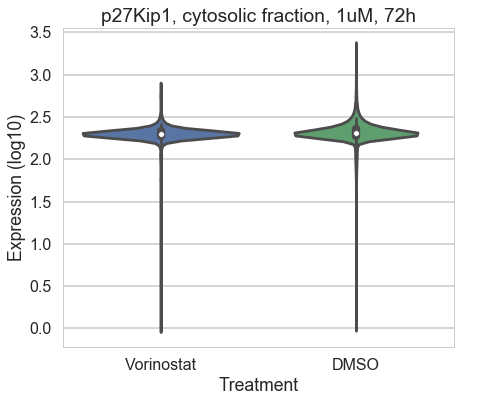 p27Kip1, cytosolic fraction, 1uM, 72h
3.5
3.0
2.5
2.0
1.5
1.0
0.5
0.0
Expression (log10)
Vorinostat DMSO
Treatment